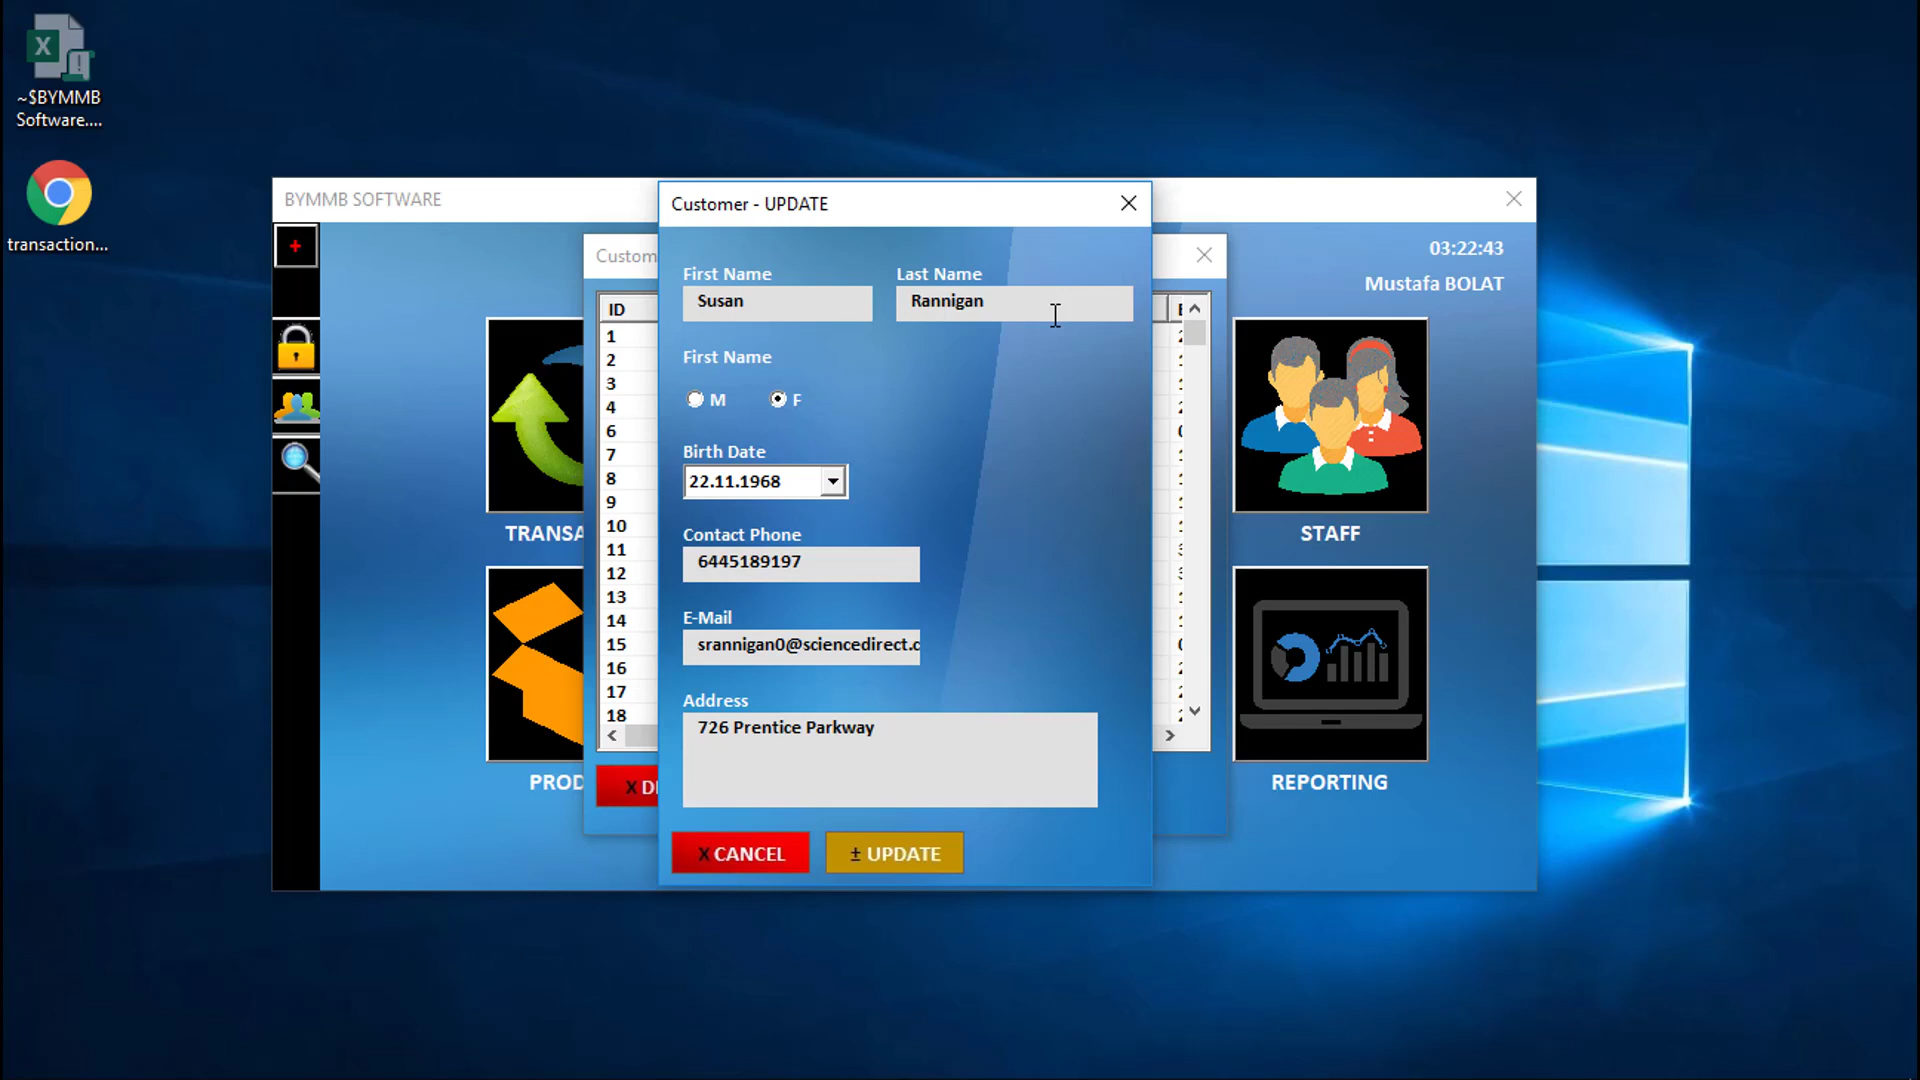 ~$BYMMB
Software....
transaction...
BYMMB SOFTWARE
03:22:43
Mustafa BOLAT
Custom
Customer - UPDATE
First Name
Last Name
Susan
Rannigan
First Name
M
F
Birth Date
22.11.1968
Contact Phone
6445189197
E-Mail
srannigan0@sciencedirect.c
Address
726 Prentice Parkway
X CANCEL
± UPDATE
ID
1
2
3
4
6
7
8
9
10
11
12
13
14
15
16
17
18
X D
TRANSA
PROD
STAFF
REPORTING